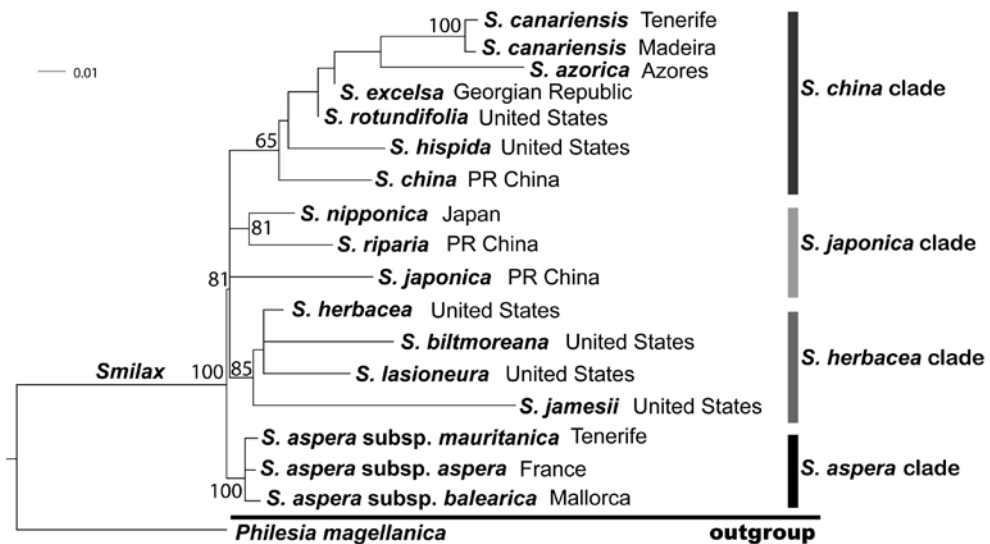 100 S. canariensis Tenerife
S. canariensis Madeira
0.01
S. azorica Azores
S. china clade
S. excelsa Georgian Republic
S. rotundifolia United States
65
S. hispida United States
S. china PR China
S. nipponica Japan
81
S. riparia PR China
S. japonica clade
81
S. japonica PR China
S. herbacea United States
S. biltmoreana United States
S. herbacea clade
Smilax 100 85
S. lasioneura United States
S. jamesii United States
S. aspera subsp. mauritanica Tenerife
S. aspera subsp. aspera France
S. aspera clade
100
S. aspera subsp. balearica Mallorca
Philesia magellanica outgroup